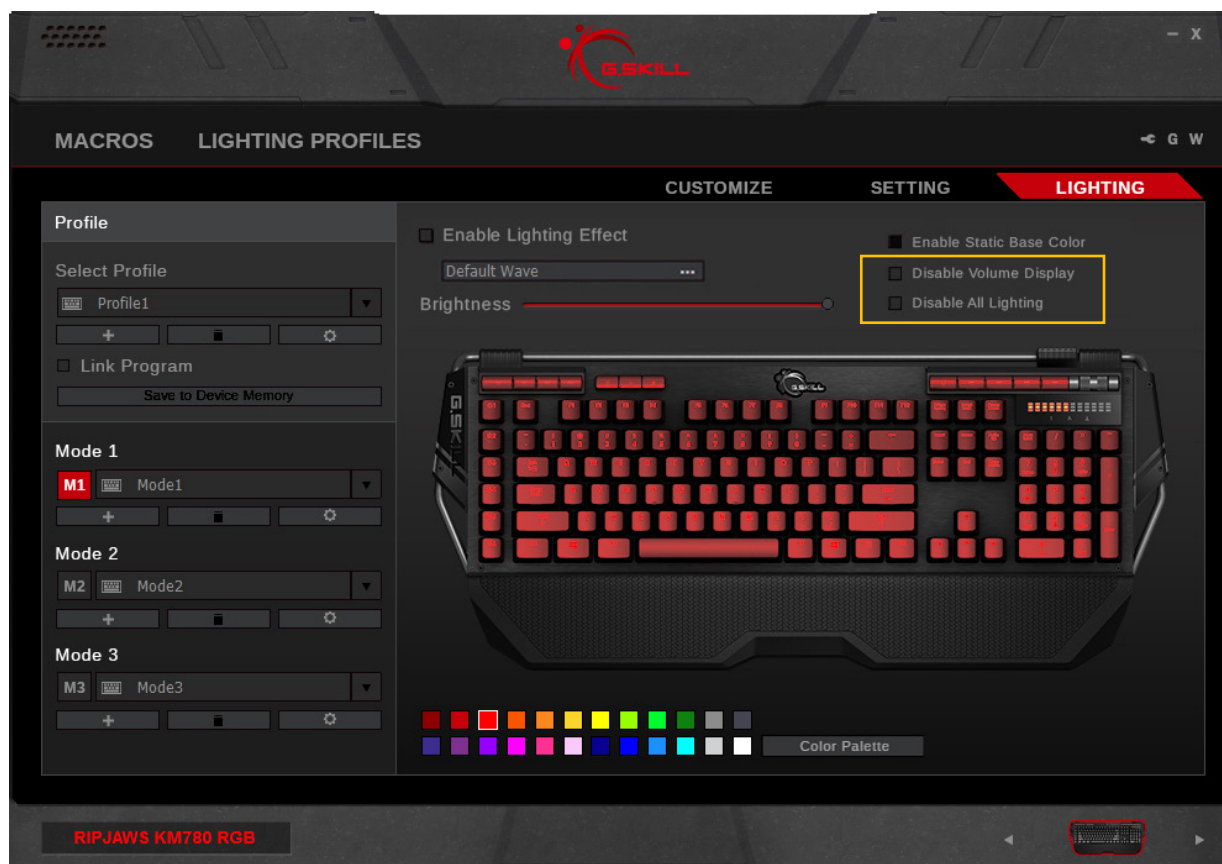 G.SKILL
- X
MACROS LIGHTING PROFILES
G W
CUSTOMIZE SETTING LIGHTING
Profile
Select Profile
Profile1
Link Program
Save to Device Memory
Mode 1
M1 Mode1
Mode 2
M2 Mode2
Mode 3
M3 Mode3
Enable Lighting Effect
Default Wave ...
Brightness
Enable Static Base Color
Disable Volume Display
Disable All Lighting
G.SKILL
G.SKILL
Color Palette
RIPJAWS KM780 RGB